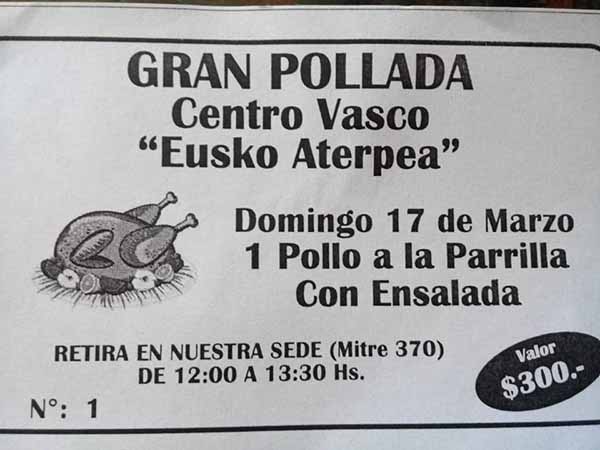 GRAN POLLADA
Centro Vasco
“Eusko Aterpea”
Domingo 17 de Marzo
1 Pollo a la Parrilla
Con Ensalada
RETIRA EN NUESTRA SEDE (Mitre 370)
DE 12:00 A 13:30 Hs.
Valor
$300.-
N°: 1